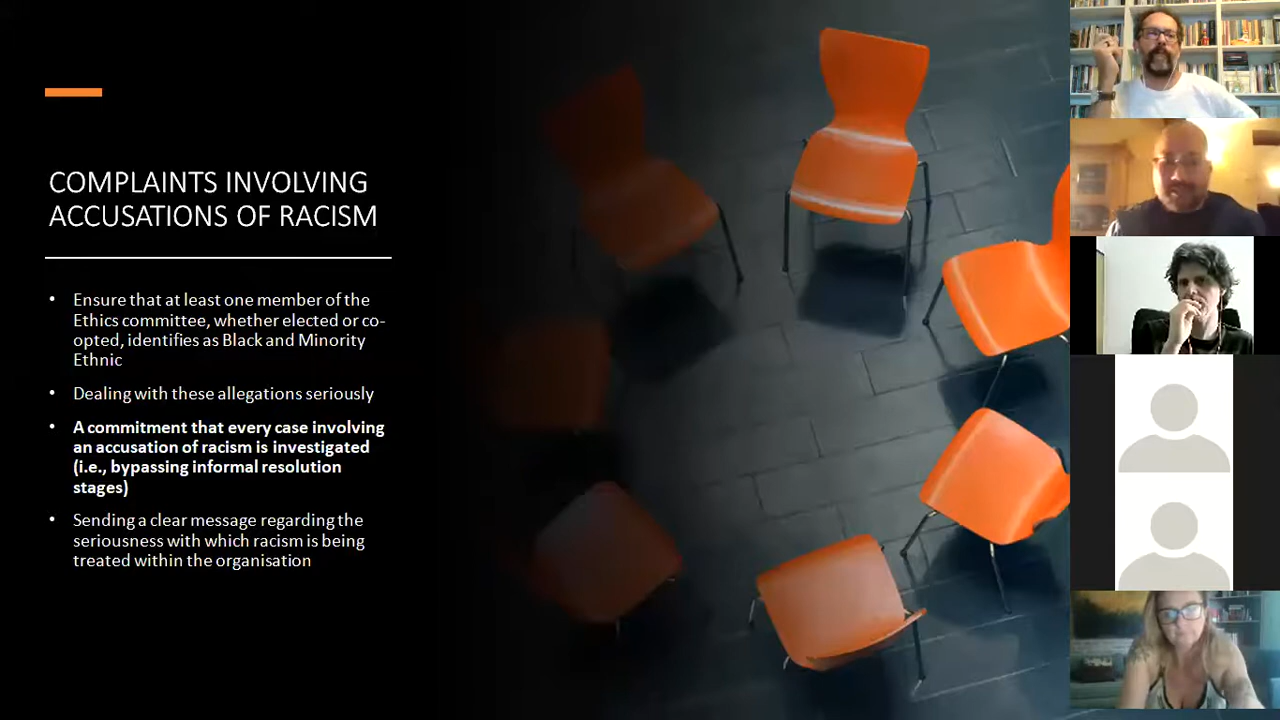 COMPLAINTS INVOLVING
ACCUSATIONS OF RACISM
• Ensure that at least one member of the
Ethics committee, whether elected or co-
opted, identifies as Black and Minority
Ethnic
• Dealing with these allegations seriously
• A commitment that every case involving
an accusation of racism is investigated
(i.e., bypassing informal resolution
stages)
• Sending a clear message regarding the
seriousness with which racism is being
treated within the organisation